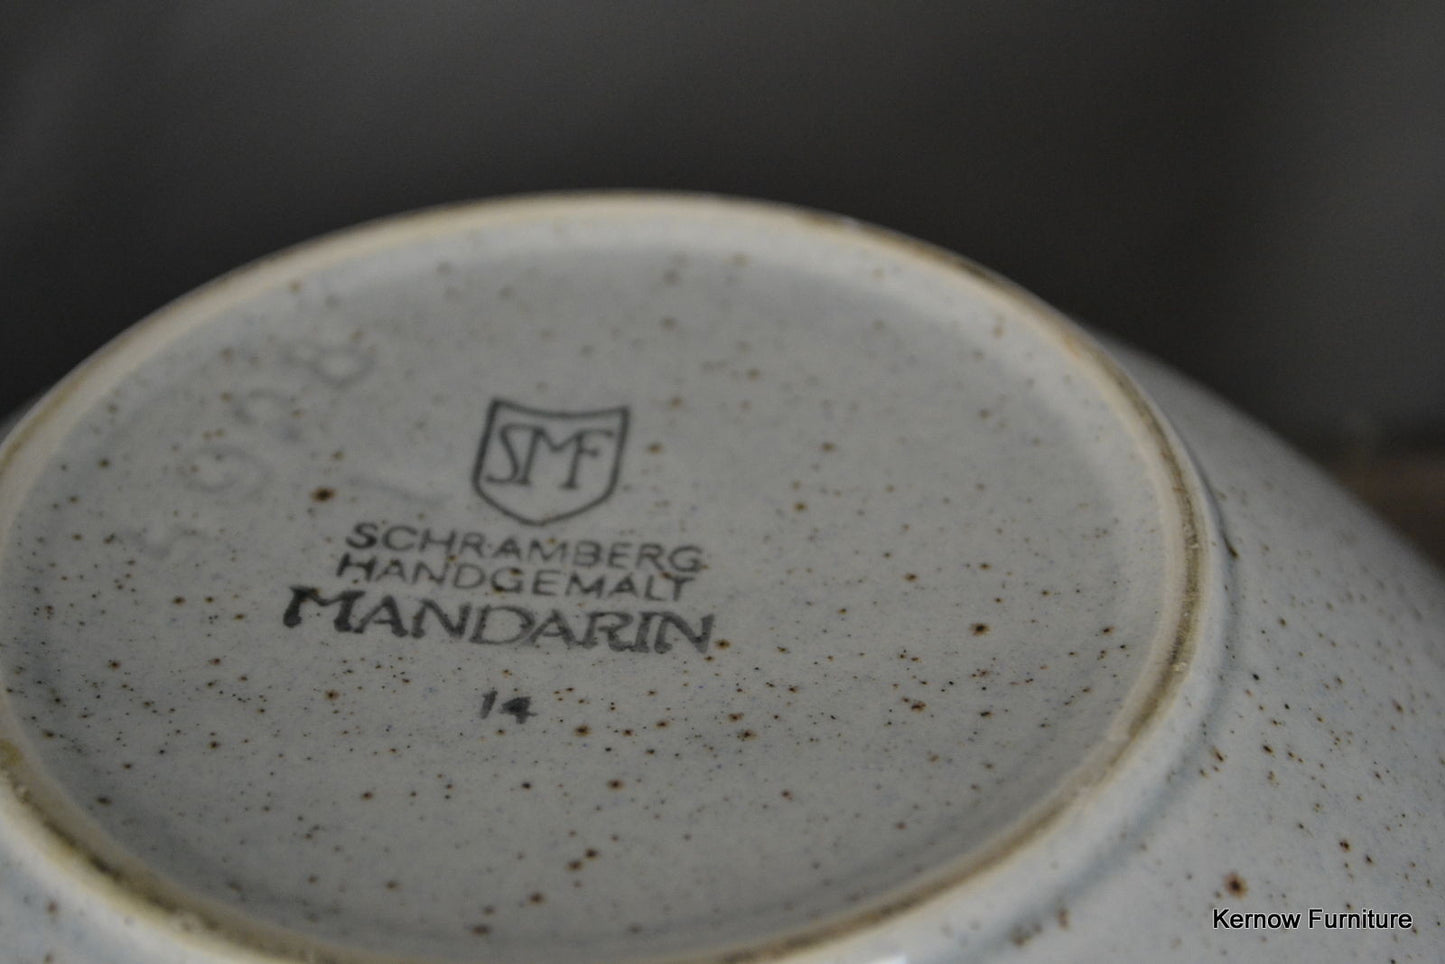 SMF
SCHRAMBERG
HANDGEMALT
MANDARIN
14
Kernow Furniture